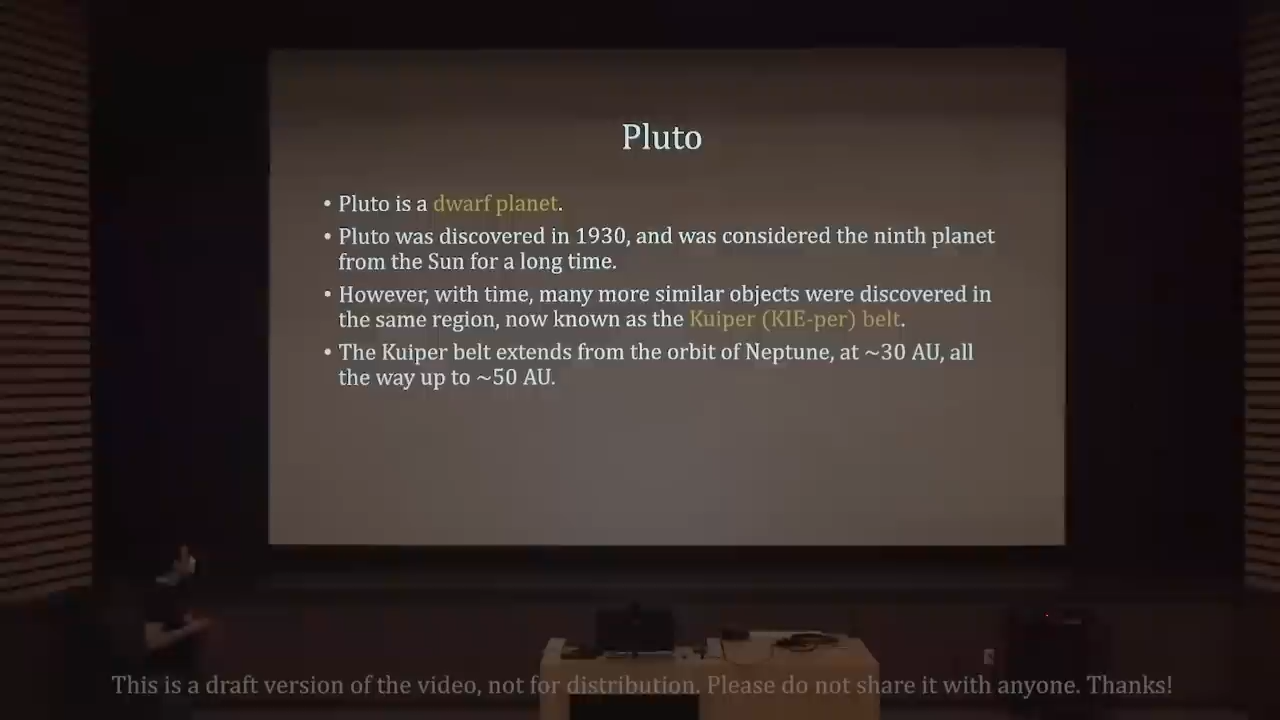 Pluto
• Pluto is a dwarf planet.
• Pluto was discovered in 1930, and was considered the ninth planet
from the Sun for a long time.
• However, with time, many more similar objects were discovered in
the same region, now known as the Kuiper (KIE-per) belt.
• The Kuiper belt extends from the orbit of Neptune, at ~30 AU, all
the way up to ~50 AU.
This is a draft version of the video, not for distribution. Please do not share it with anyone. Thanks!